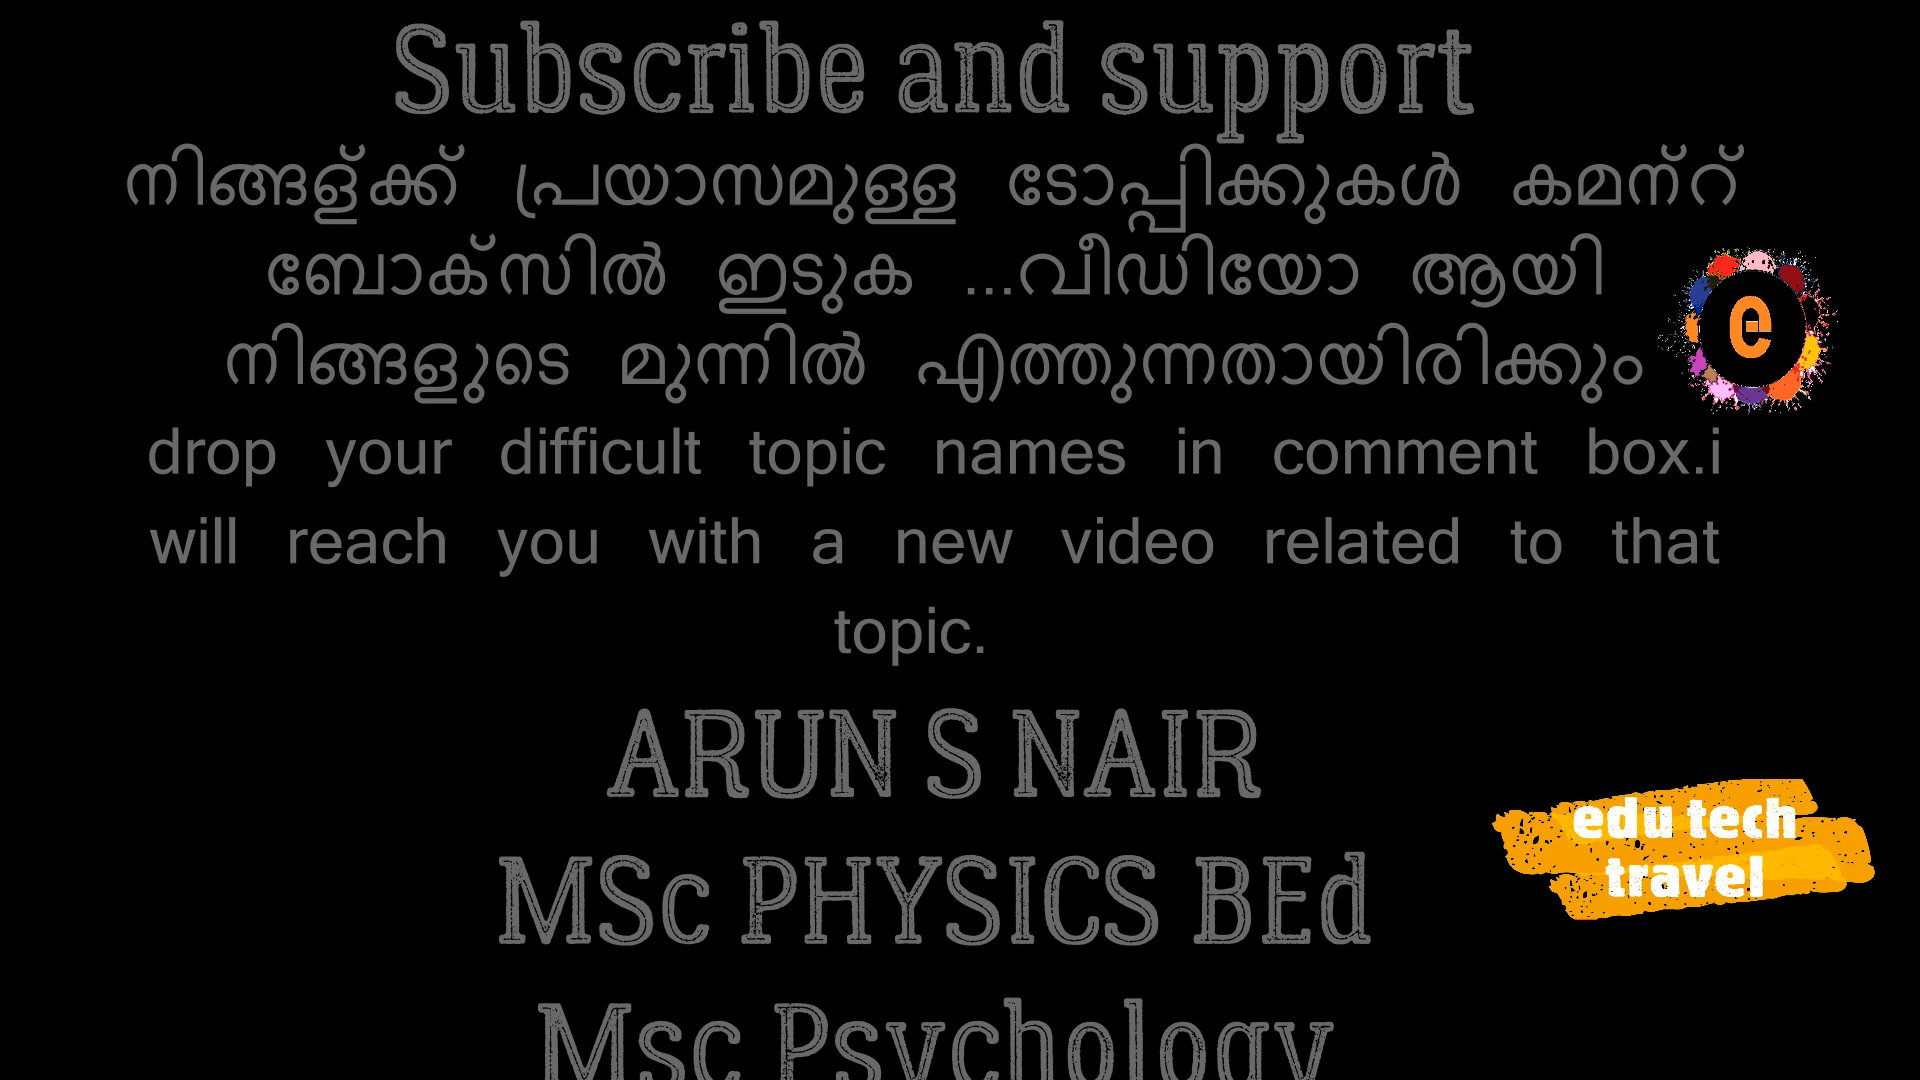 Subscribe and support
നിങ്ങള്ക്ക് പ്രയാസമുള്ള ടോപ്പിക്കുകൾ കമന്റ്
ബോക്സിൽ ഇടുക ...വീഡിയോ ആയി
നിങ്ങളുടെ മുന്നിൽ എത്തുന്നതായിരിക്കും
e
drop your difficult topic names in comment box.i
will reach you with a new video related to that
topic.
ARUN S NAIR
edu tech
travel
MSc PHYSICS BEd
Msc Psychology